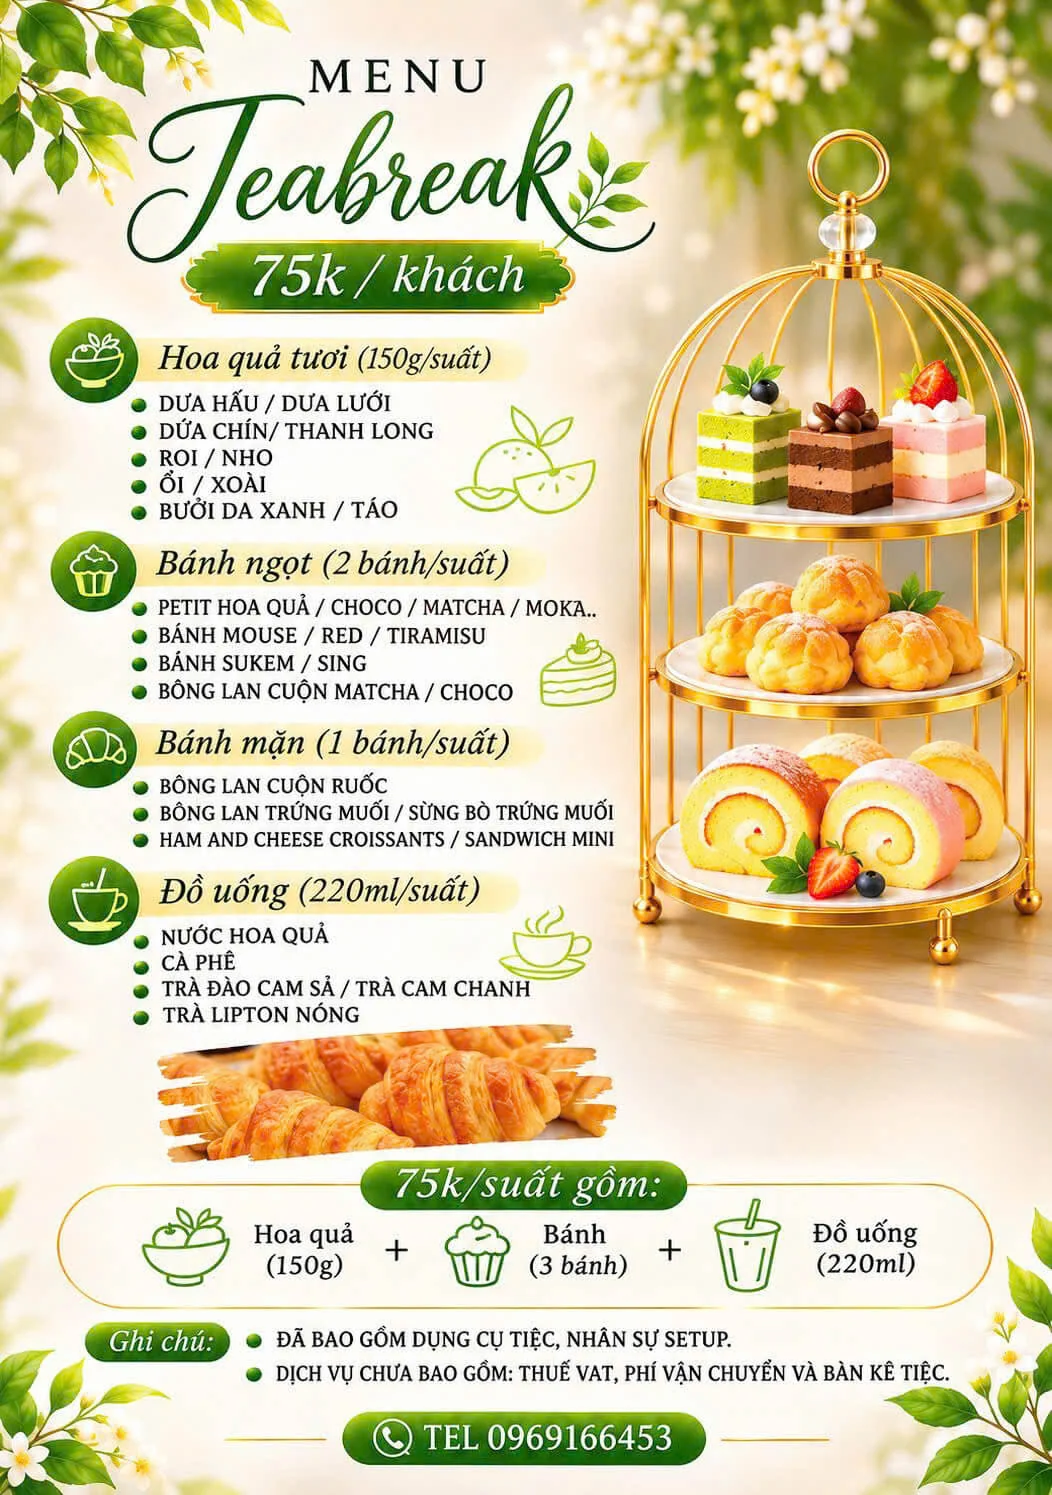 MENU
Teabreak
75k / khách
Hoa quả tươi (150g/suất)
DƯA HẤU / DƯA LƯỚI
DỨA CHÍN/ THANH LONG
ROI / NHO
ỔI / XOÀI
BƯỞI DA XANH / TÁO
Bánh ngọt (2 bánh/suất)
PETIT HOA QUẢ / CHOCO / MATCHA / MOKA..
BÁNH MOUSE / RED / TIRAMISU
BÁNH SUKEM / SING
BÔNG LAN CUỘN MATCHA / CHOCO
Bánh mặn (1 bánh/suất)
BÔNG LAN CUỘN RUỐC
BÔNG LAN TRỨNG MUỐI / SỪNG BÒ TRỨNG MUỐI
HAM AND CHEESE CROISSANTS / SANDWICH MINI
Đồ uống (220ml/suất)
NƯỚC HOA QUẢ
CÀ PHÊ
TRÀ ĐÀO CAM SẢ / TRÀ CAM CHANH
TRÀ LIPTON NÓNG
75k/suất gồm:
Hoa quả
(150g)
+
Bánh
(3 bánh)
+
Đồ uống
(220ml)
Ghi chú:
ĐÃ BAO GỒM DỤNG CỤ TIỆC, NHÂN SỰ SETUP.
DỊCH VỤ CHƯA BAO GỒM: THUẾ VAT, PHÍ VẬN CHUYỂN VÀ BÀN KÊ TIỆC.
TEL 0969166453